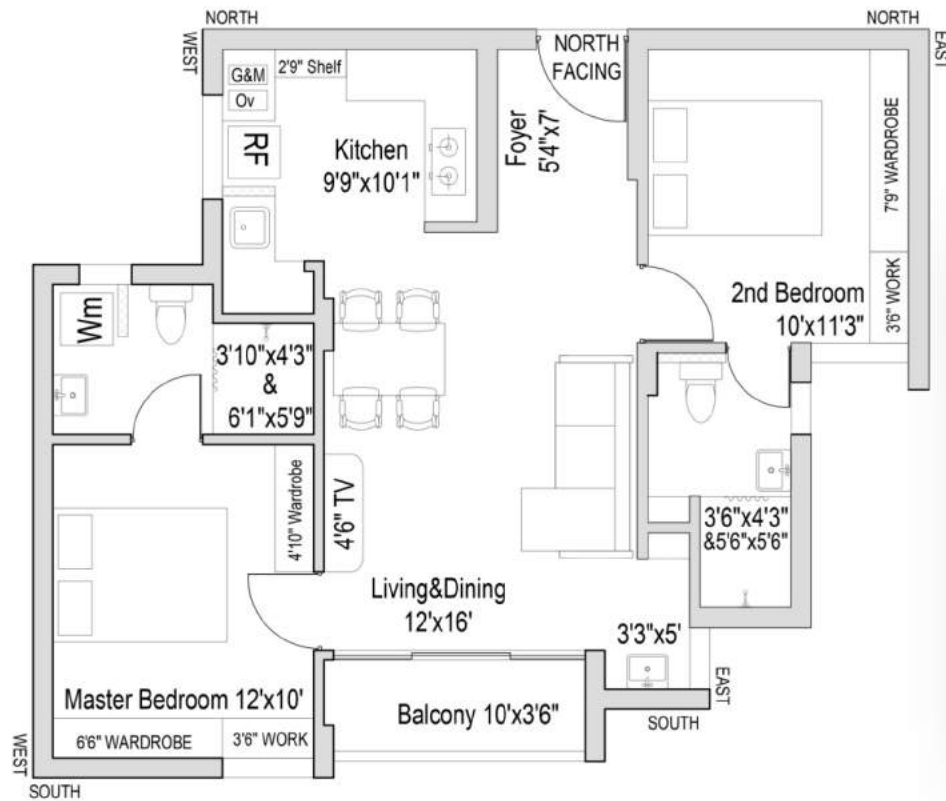 NORTH
NORTH
WEST
EAST
NORTH
FACING
G&M
2'9" Shelf
Ov
RF
Kitchen
9'9"x10'1"
Foyer
5'4"x7'
7'9" WARDROBE
2nd Bedroom
10'x11'3"
3'6" WORK
Wm
3'10"x4'3"
&
6'1"x5'9"
4'10" Wardrobe
4'6" TV
3'6"x4'3"
&5'6"x5'6"
Living&Dining
12'x16'
3'3"x5'
Master Bedroom 12'x10'
Balcony 10'x3'6"
EAST
SOUTH
6'6" WARDROBE
3'6" WORK
WEST
SOUTH